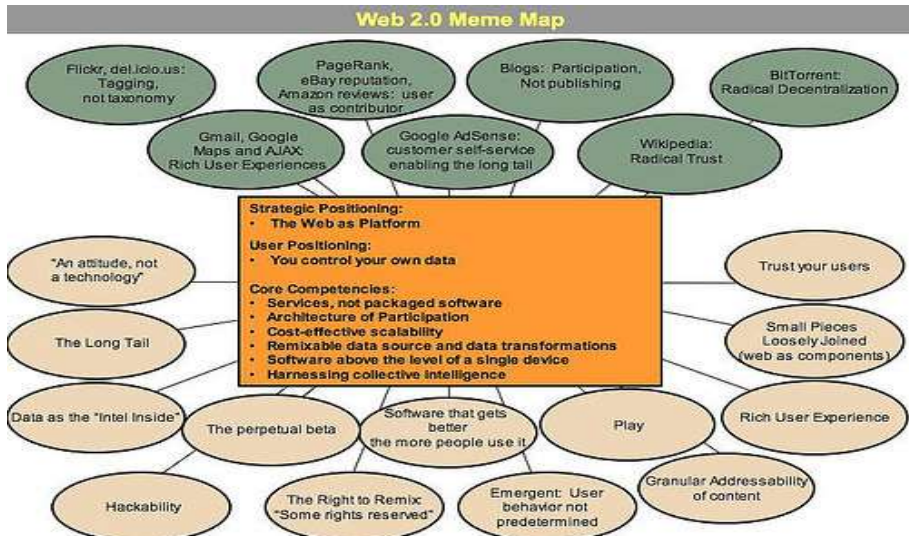 Web 2.0 Meme Map
Flickr, del.icio.us:
Tagging,
not taxonomy
PageRank,
eBay reputation,
Amazon reviews: user
as contributor
Blogs: Participation,
Not publishing
BitTorrent:
Radical Decentralization
Gmail, Google
Maps and AJAX:
Rich User Experiences
Google AdSense:
customer self-service
enabling the long tail
Wikipedia:
Radical Trust
Strategic Positioning:
• The Web as Platform
User Positioning:
• You control your own data
Core Competencies:
• Services, not packaged software
• Architecture of Participation
• Cost-effective scalability
• Remixable data source and data transformations
• Software above the level of a single device
• Harnessing collective intelligence
"An attitude, not
a technology"
Trust your users
The Long Tail
Small Pieces
Loosely Joined
(web as components)
Data as the "Intel Inside"
The perpetual beta
Software that gets
better
the more people use it
Play
Rich User Experience
Hackability
The Right to Remix:
"Some rights reserved"
Emergent: User
behavior not
predetermined
Granular Addressability
of content